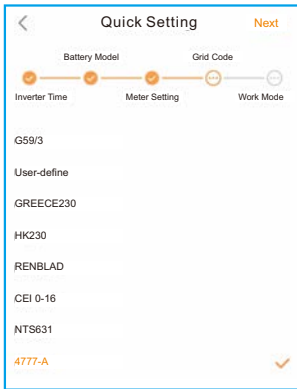 Quick Setting Next
Battery Model Grid Code
Inverter Time Meter Setting Work Mode
G59/3
User-define
GREECE230
HK230
RENBLAD
CEI 0-16
NTS631
4777-A